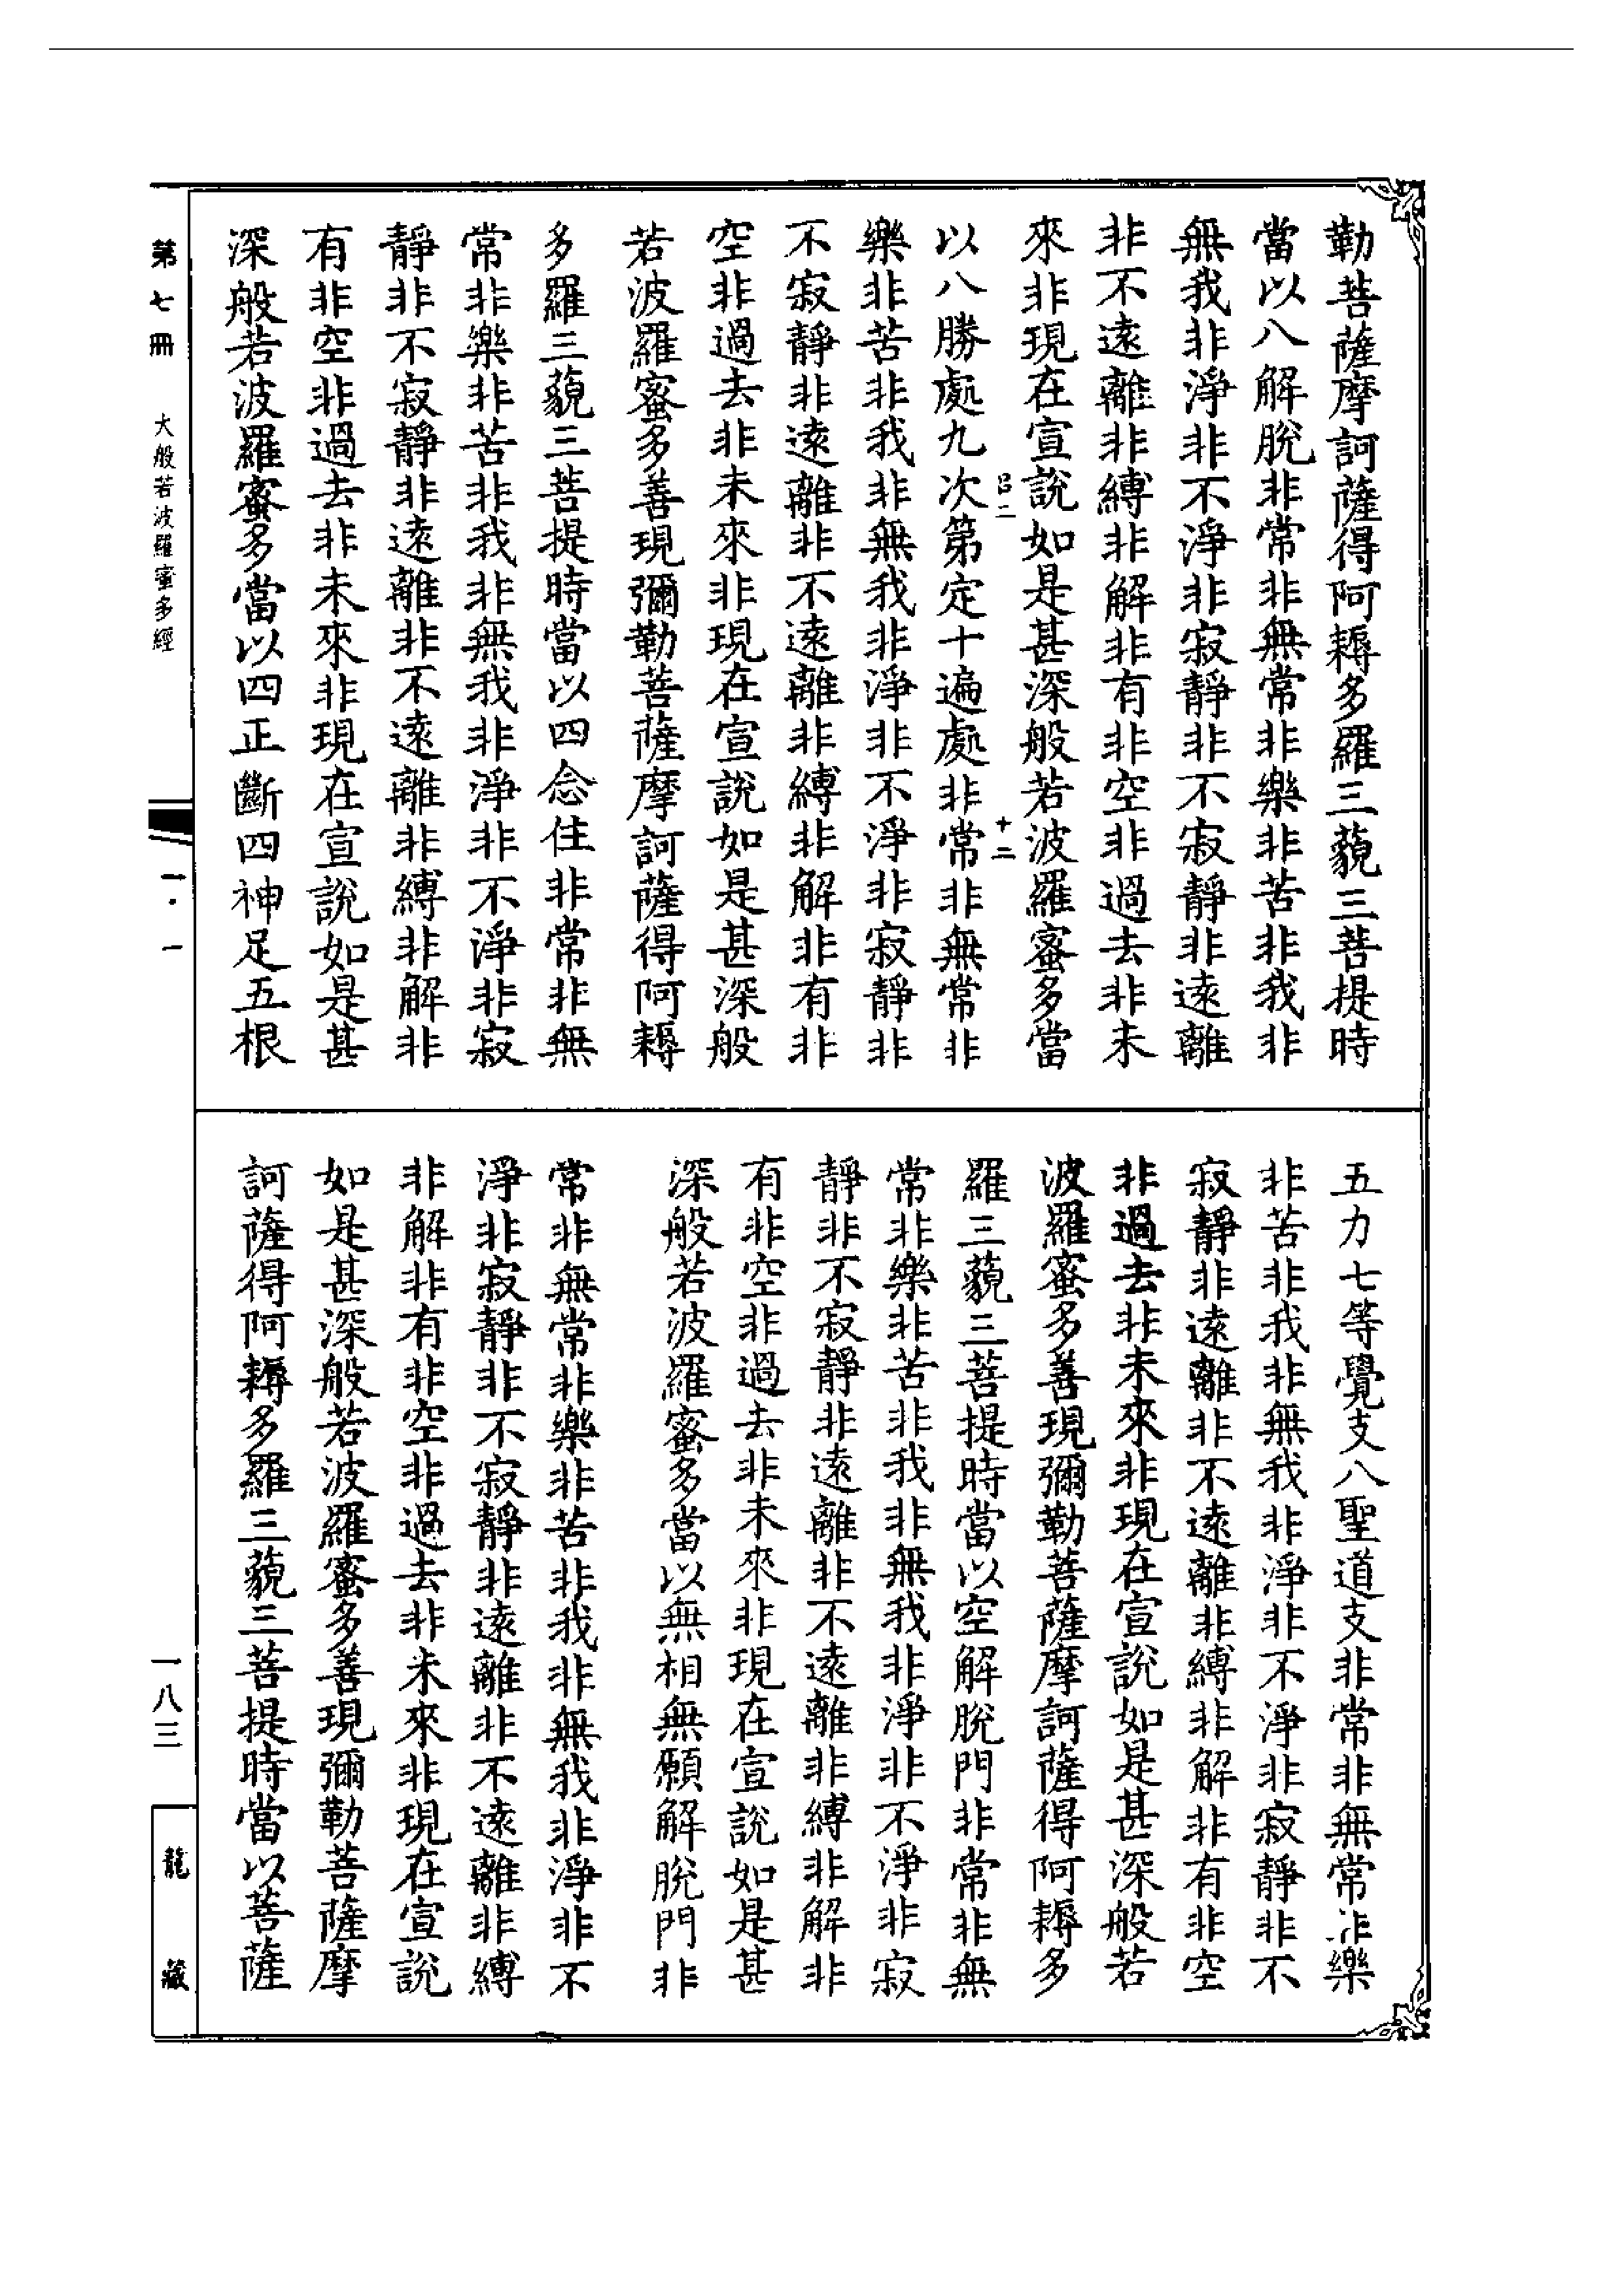 勒菩薩摩訶薩得阿耨多羅三藐三菩提時
當以八解脫非常非無常非樂非苦非我非
無我非淨非不淨非寂靜非不寂靜非遠離
非不遠離非縛非解非有非空非過去非未
來非現在宣說如是甚深般若波羅蜜多當
以八勝處九次第定十遍處非常非無常非
樂非苦非我非無我非淨非不淨非寂靜非
不寂靜非遠離非不遠離非縛非解非有非
空非過去非未來非現在宣說如是甚深般
若波羅蜜多善現彌勒菩薩摩訶薩得阿耨
多羅三藐三菩提時當以四念住非常非無
常非樂非苦非我非無我非淨非不淨非寂
靜非不寂靜非遠離非不遠離非縛非解非
有非空非過去非未來非現在宣說如是甚
深般若波羅蜜多當以四正斷四神足五根
五力七等覺支八聖道支非常非無常非樂
非苦非我非無我非淨非不淨非寂靜非不
寂靜非遠離非不遠離非縛非解非有非空
非過去非未來非現在宣說如是甚深般若
波羅蜜多善現彌勒菩薩摩訶薩得阿耨多
羅三藐三菩提時當以空解脫門非常非無
常非樂非苦非我非無我非淨非不淨非寂
靜非不寂靜非遠離非不遠離非縛非解非
有非空非過去非未來非現在宣說如是甚
深般若波羅蜜多當以無相無願解脫門非
常非無常非樂非苦非我非無我非淨非不
淨非寂靜非不寂靜非遠離非不遠離非縛
非解非有非空非過去非未來非現在宣說
如是甚深般若波羅蜜多善現彌勒菩薩摩
訶薩得阿耨多羅三藐三菩提時當以菩薩
第七冊 大般若波羅蜜多經 一·一
一八三
龍藏
十二